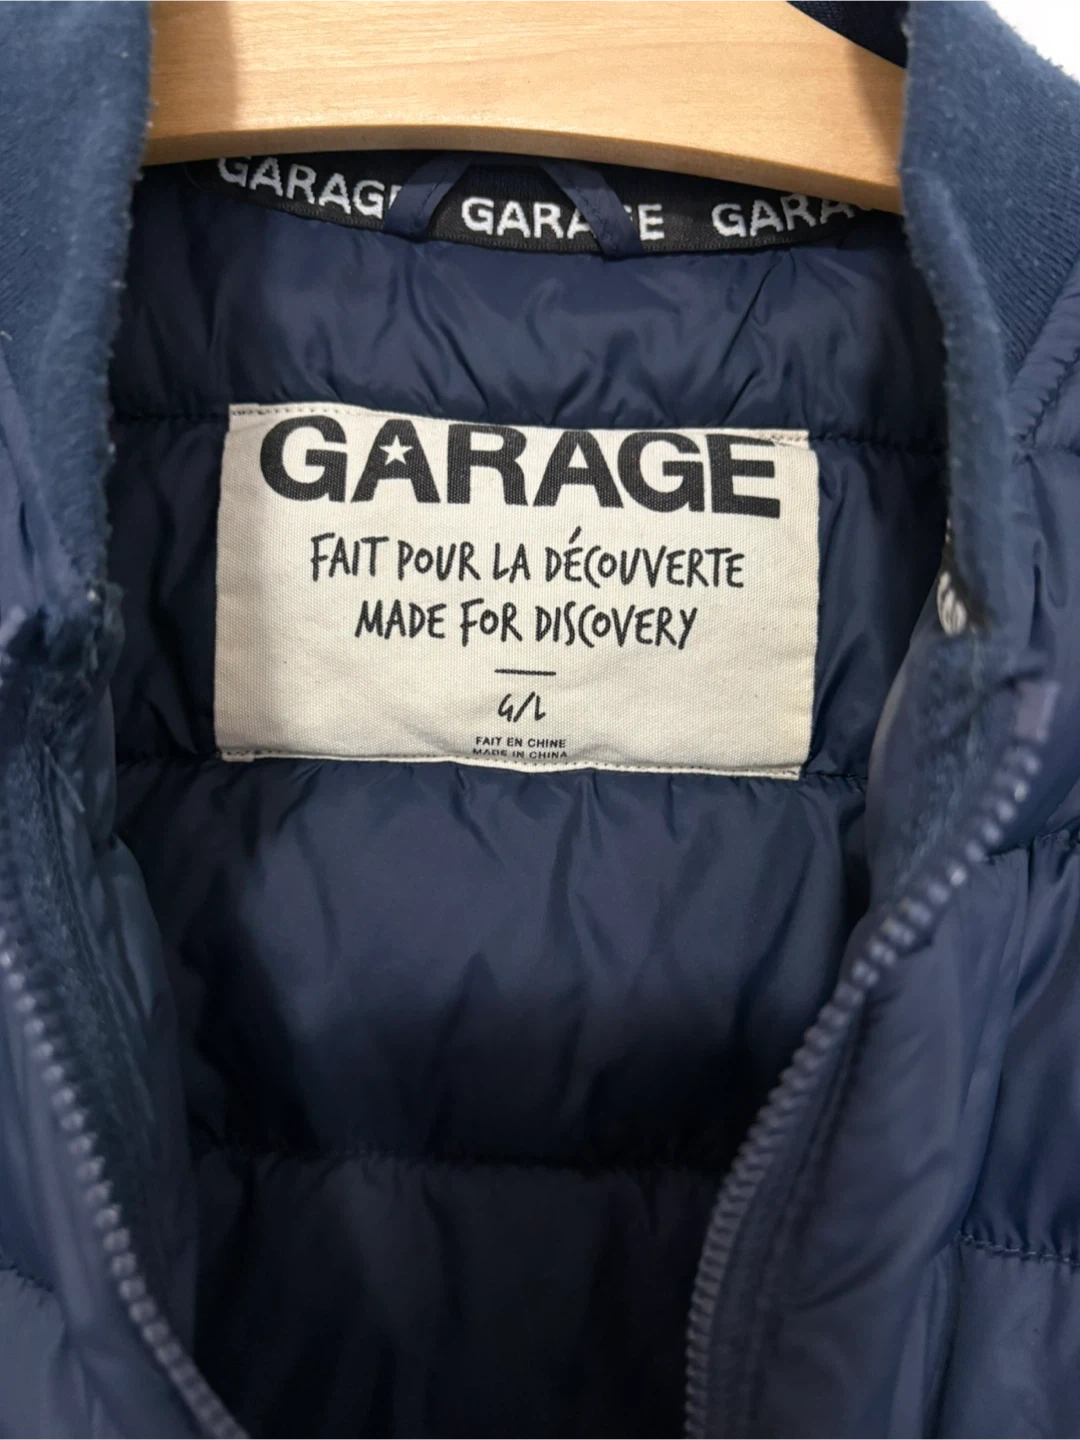 GARAGE GARAGE GARAGE
GARAGE
FAIT POUR LA DÉCOUVERTE
MADE FOR DISCOVERY
G/L
FAIT EN CHINE
MADE IN CHINA